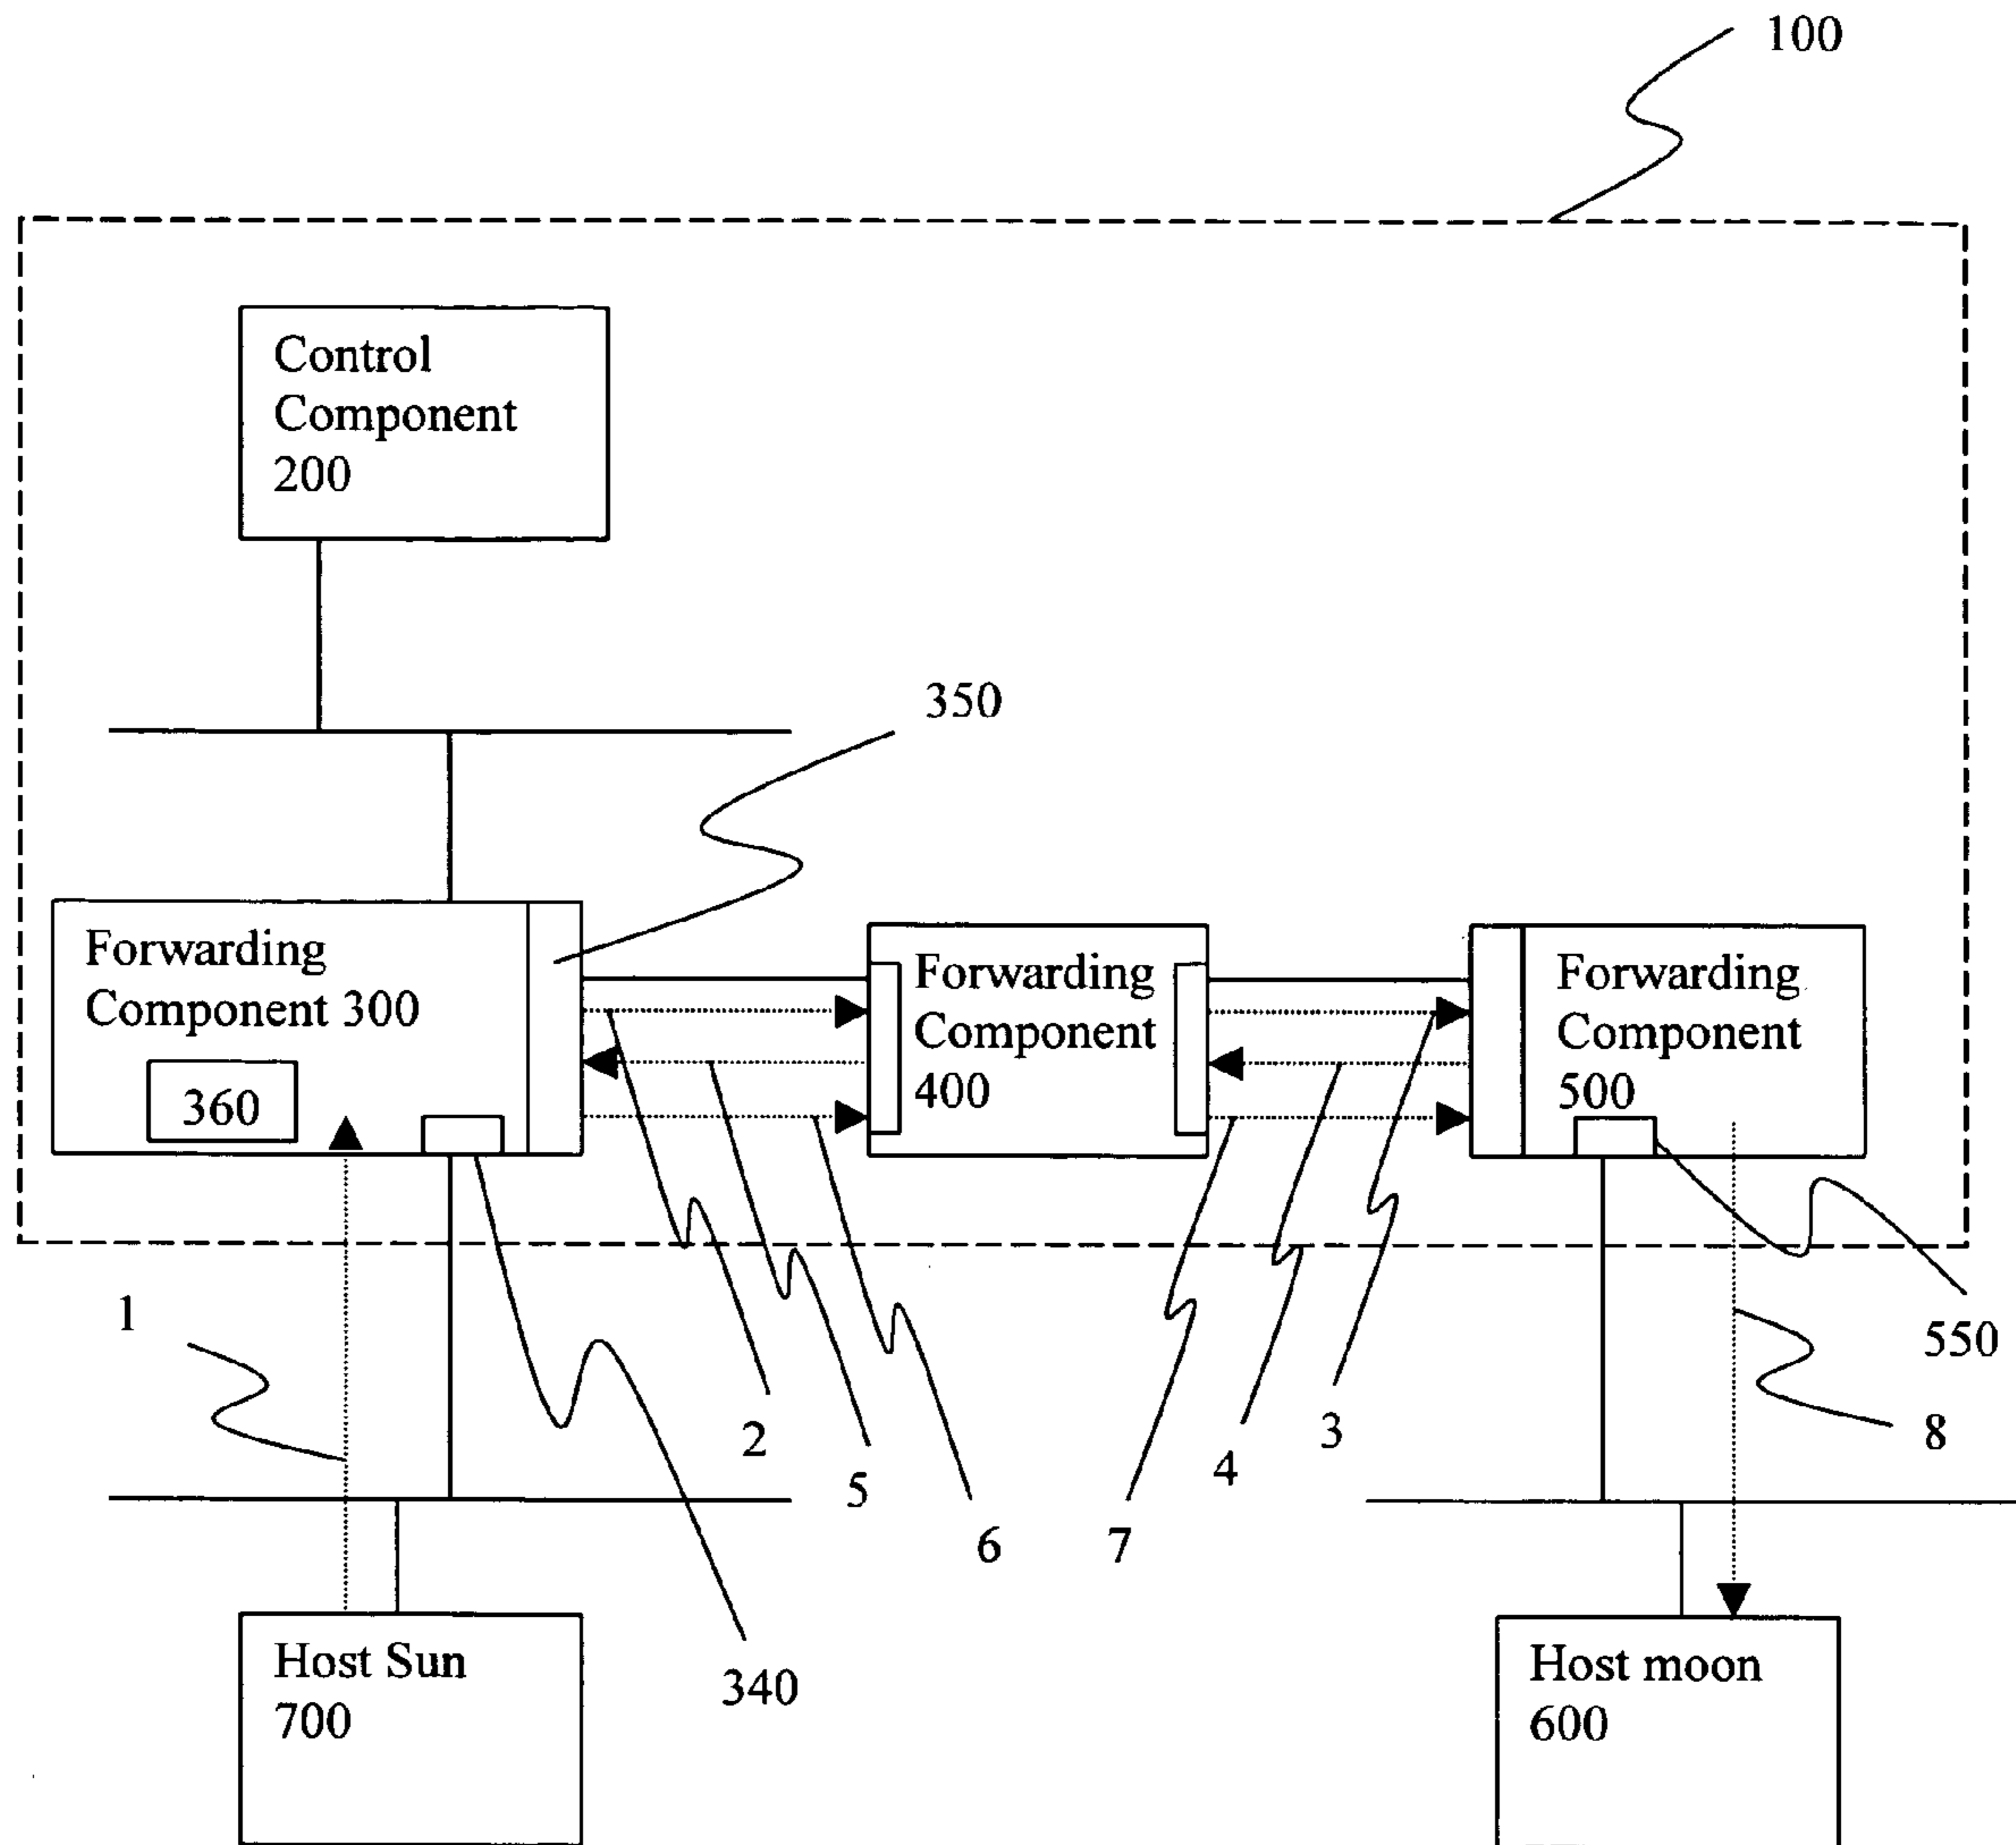 100
Control
Component
200
350
Forwarding
Component 300
360
Forwarding
Component
400
Forwarding
Component
500
1
550
2
3
8
4
5
6
7
Host Sun
700
340
Host moon
600